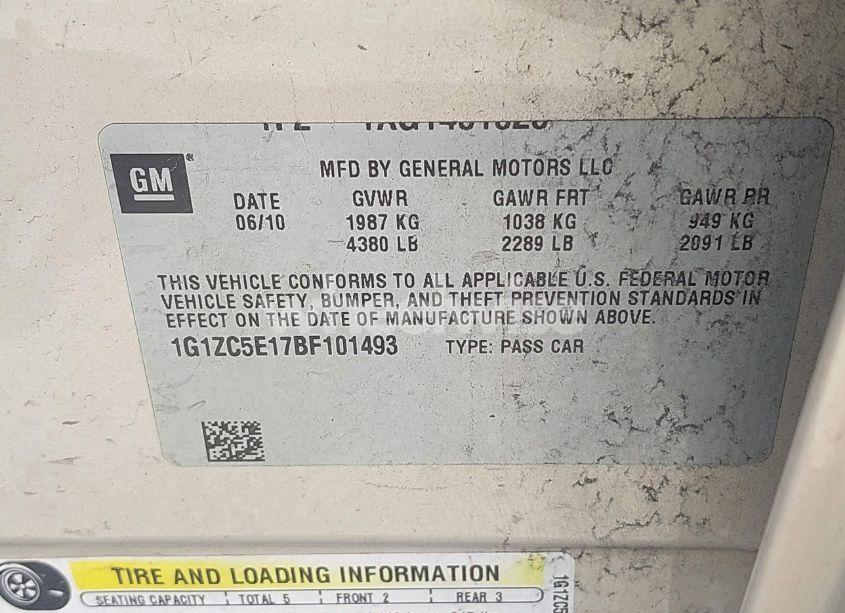 GM ®
MFD BY GENERAL MOTORS LLC
DATE GVWR GAWR FRT GAWR RR
06/10 1987 KG 1038 KG 949 KG
4380 LB 2289 LB 2091 LB
THIS VEHICLE CONFORMS TO ALL APPLICABLE U.S. FEDERAL MOTOR
VEHICLE SAFETY, BUMPER, AND THEFT PREVENTION STANDARDS IN
EFFECT ON THE DATE OF MANUFACTURE SHOWN ABOVE.
1G1ZC5E17BF101493 TYPE: PASS CAR
TIRE AND LOADING INFORMATION
SEATING CAPACITY TOTAL 5 FRONT 2 REAR 3
1G1ZC5